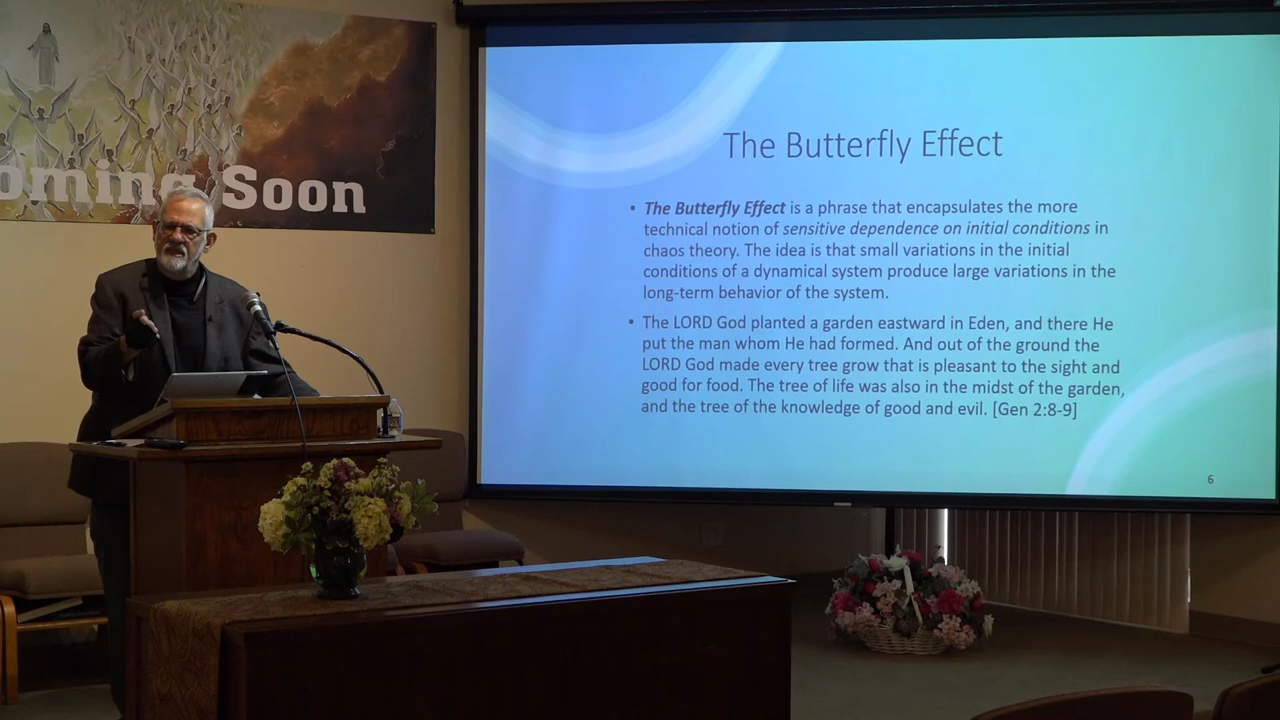 oming Soon
The Butterfly Effect
• The Butterfly Effect is a phrase that encapsulates the more
technical notion of sensitive dependence on initial conditions in
chaos theory. The idea is that small variations in the initial
conditions of a dynamical system produce large variations in the
long-term behavior of the system.
• The LORD God planted a garden eastward in Eden, and there He
put the man whom He had formed. And out of the ground the
LORD God made every tree grow that is pleasant to the sight and
good for food. The tree of life was also in the midst of the garden,
and the tree of the knowledge of good and evil. [Gen 2:8-9]
6